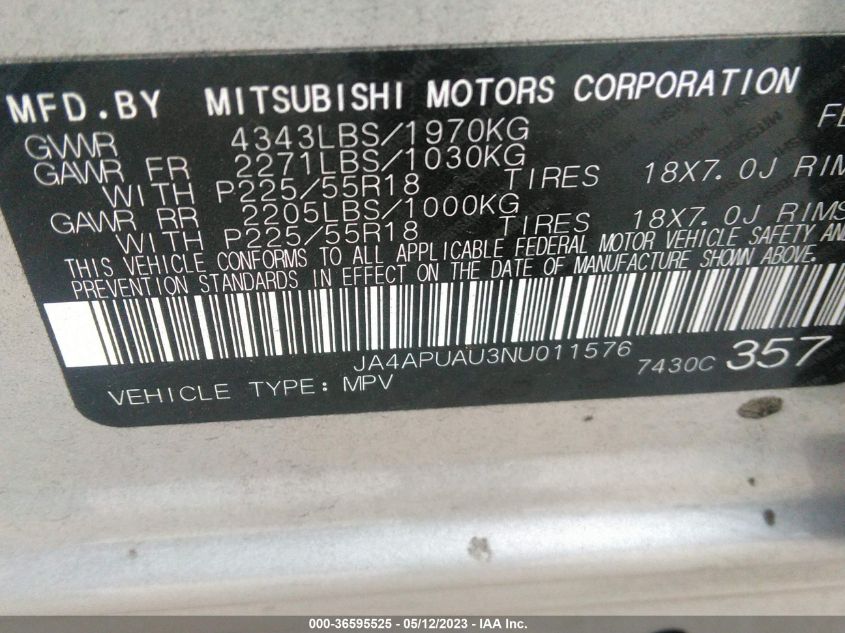 MFD.BY MITSUBISHI MOTORS CORPORATION
GVWR 4343LBS/1970KG
GAWR FR 2271LBS/1030KG
WITH P225/55R18 TIRES 18X7.0J RIM
GAWR RR 2205LBS/1000KG
WITH P225/55R18 TIRES 18X7.0J RIMS
THIS VEHICLE CONFORMS TO ALL APPLICABLE FEDERAL MOTOR VEHICLE SAFETY AN
PREVENTION STANDARDS IN EFFECT ON THE DATE OF MANUFACTURE SHOWN ABOVE.
JA4APUAU3NU011576 7430C 357
VEHICLE TYPE: MPV
000-36595525 - 05/12/2023 - IAA Inc.